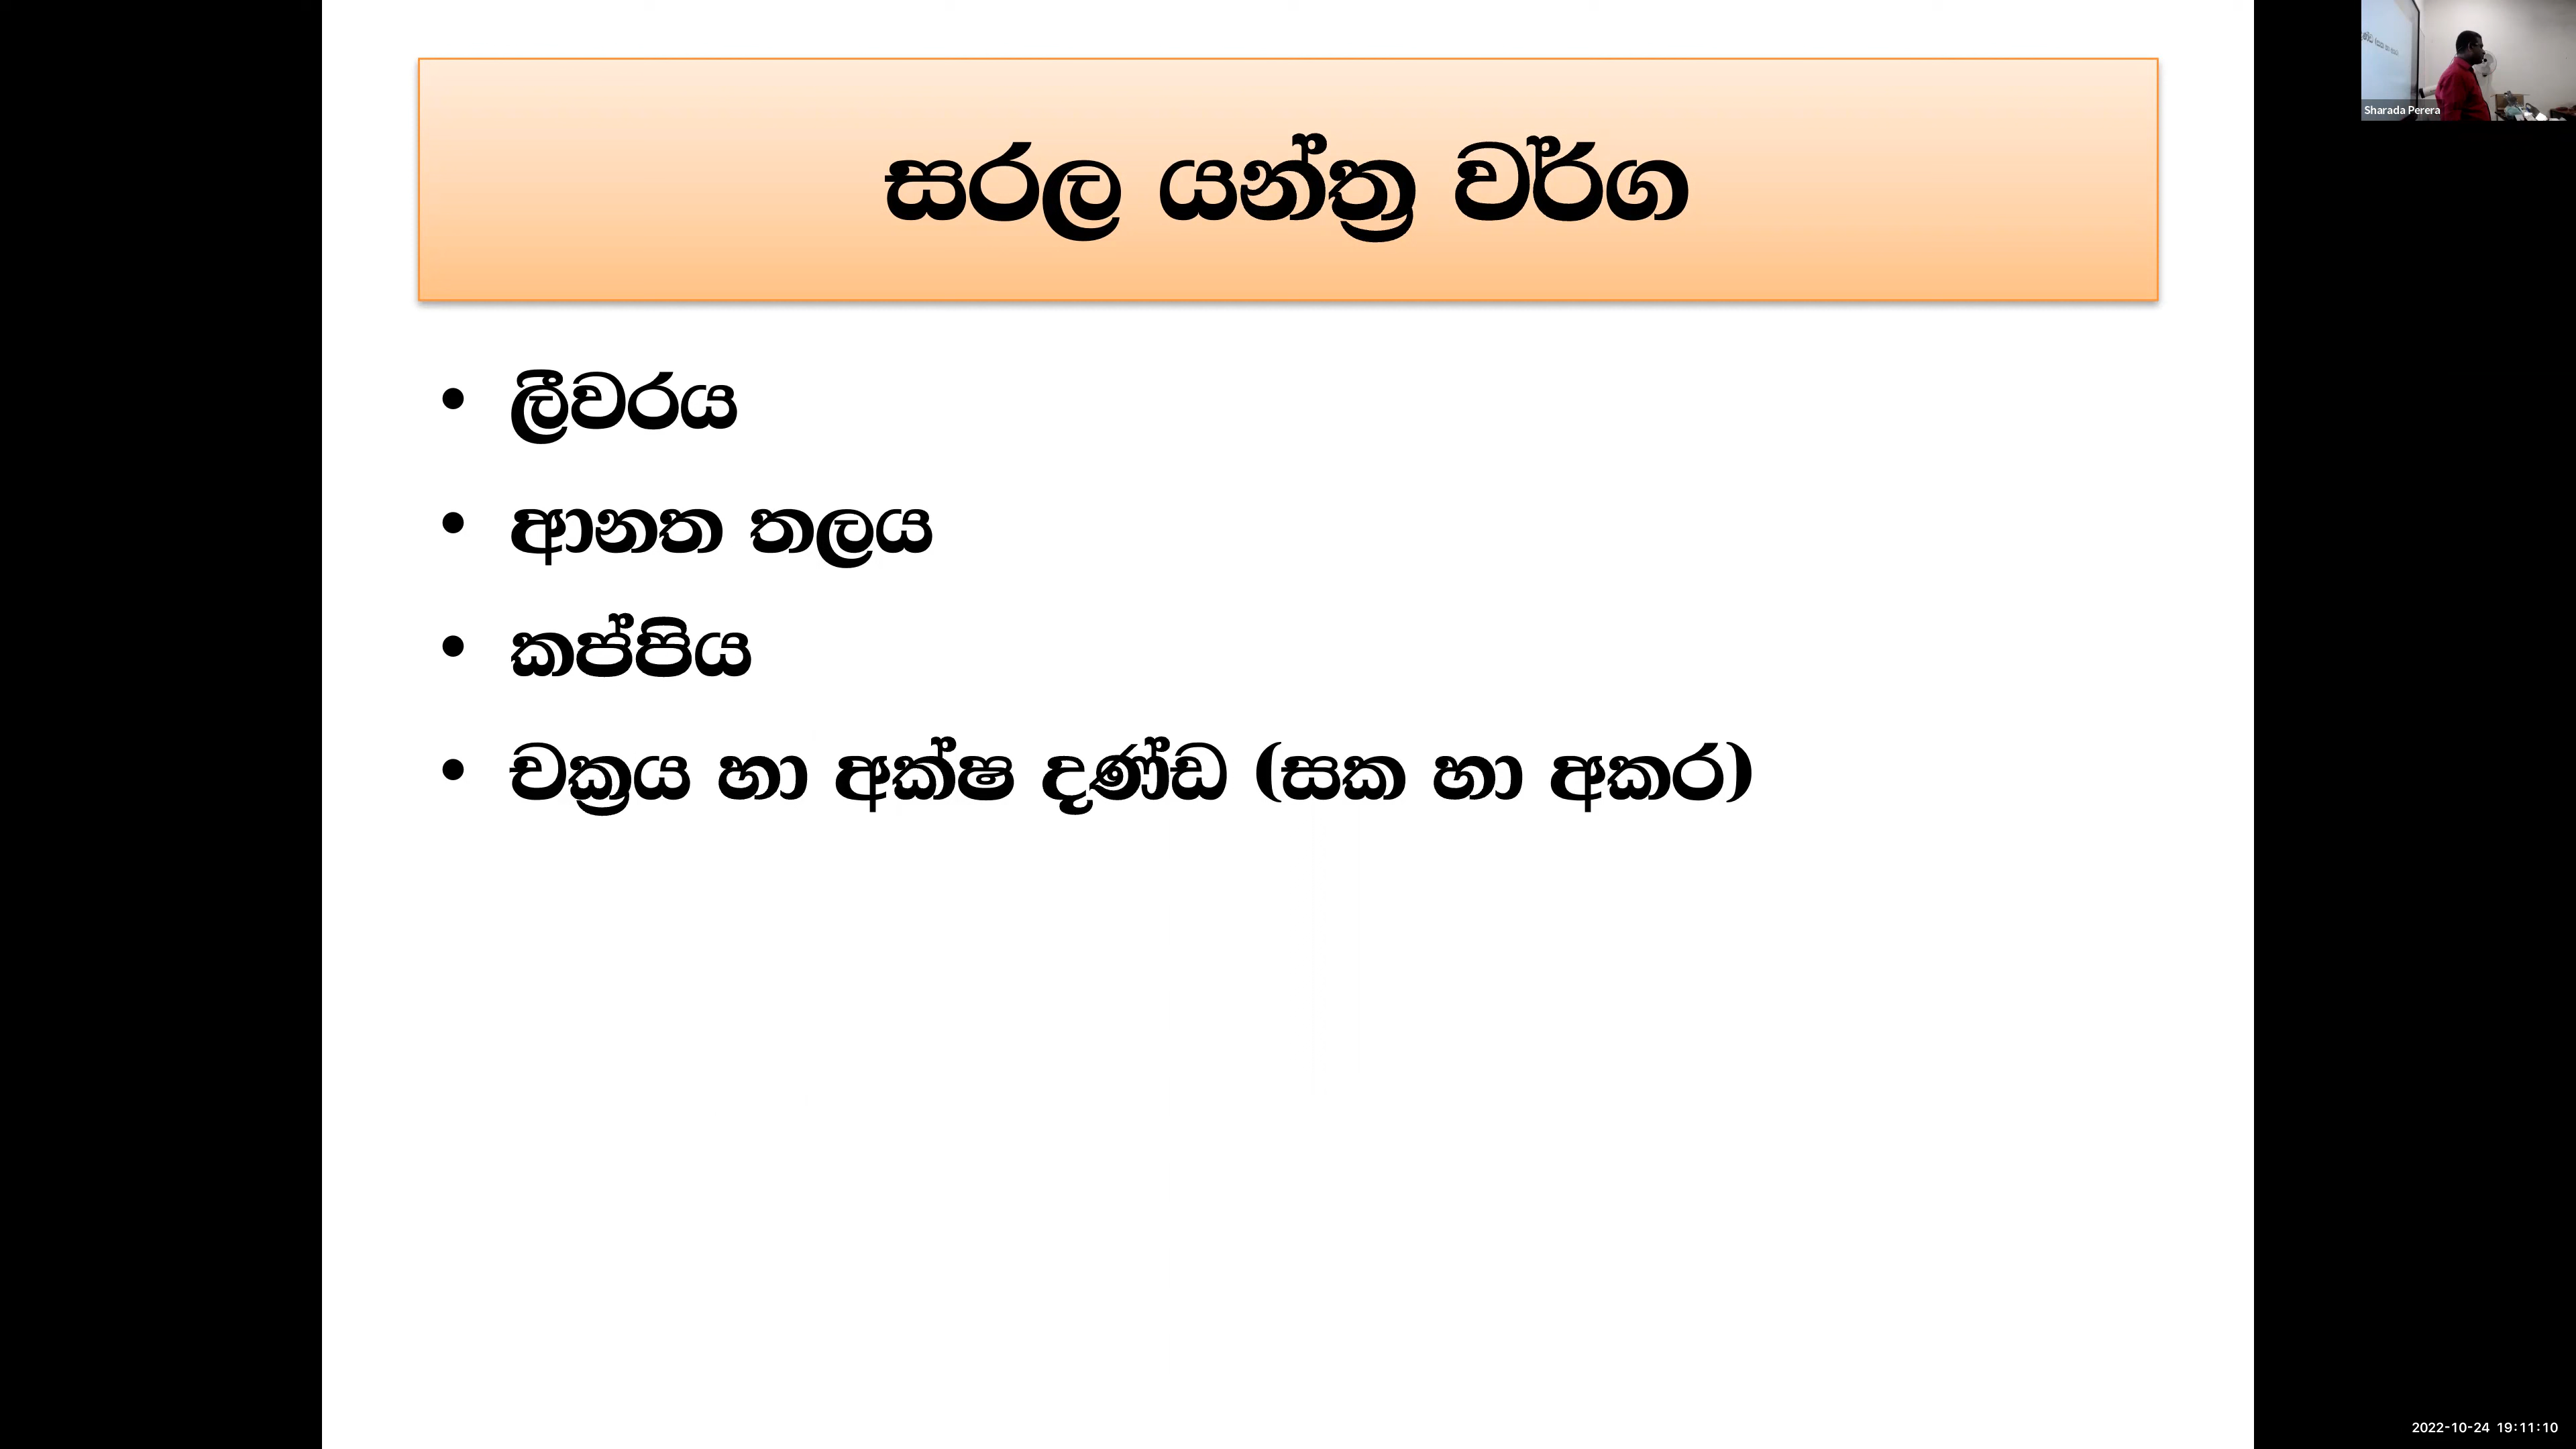 සරල යන්ත්‍ර වර්ග
• ලීවරය
• ආනත තලය
• කප්පිය
• චක්‍රය හා අක්ෂ දණ්ඩ (සක හා අකර)
Sharada Perera
2022-10-24 19:11:10